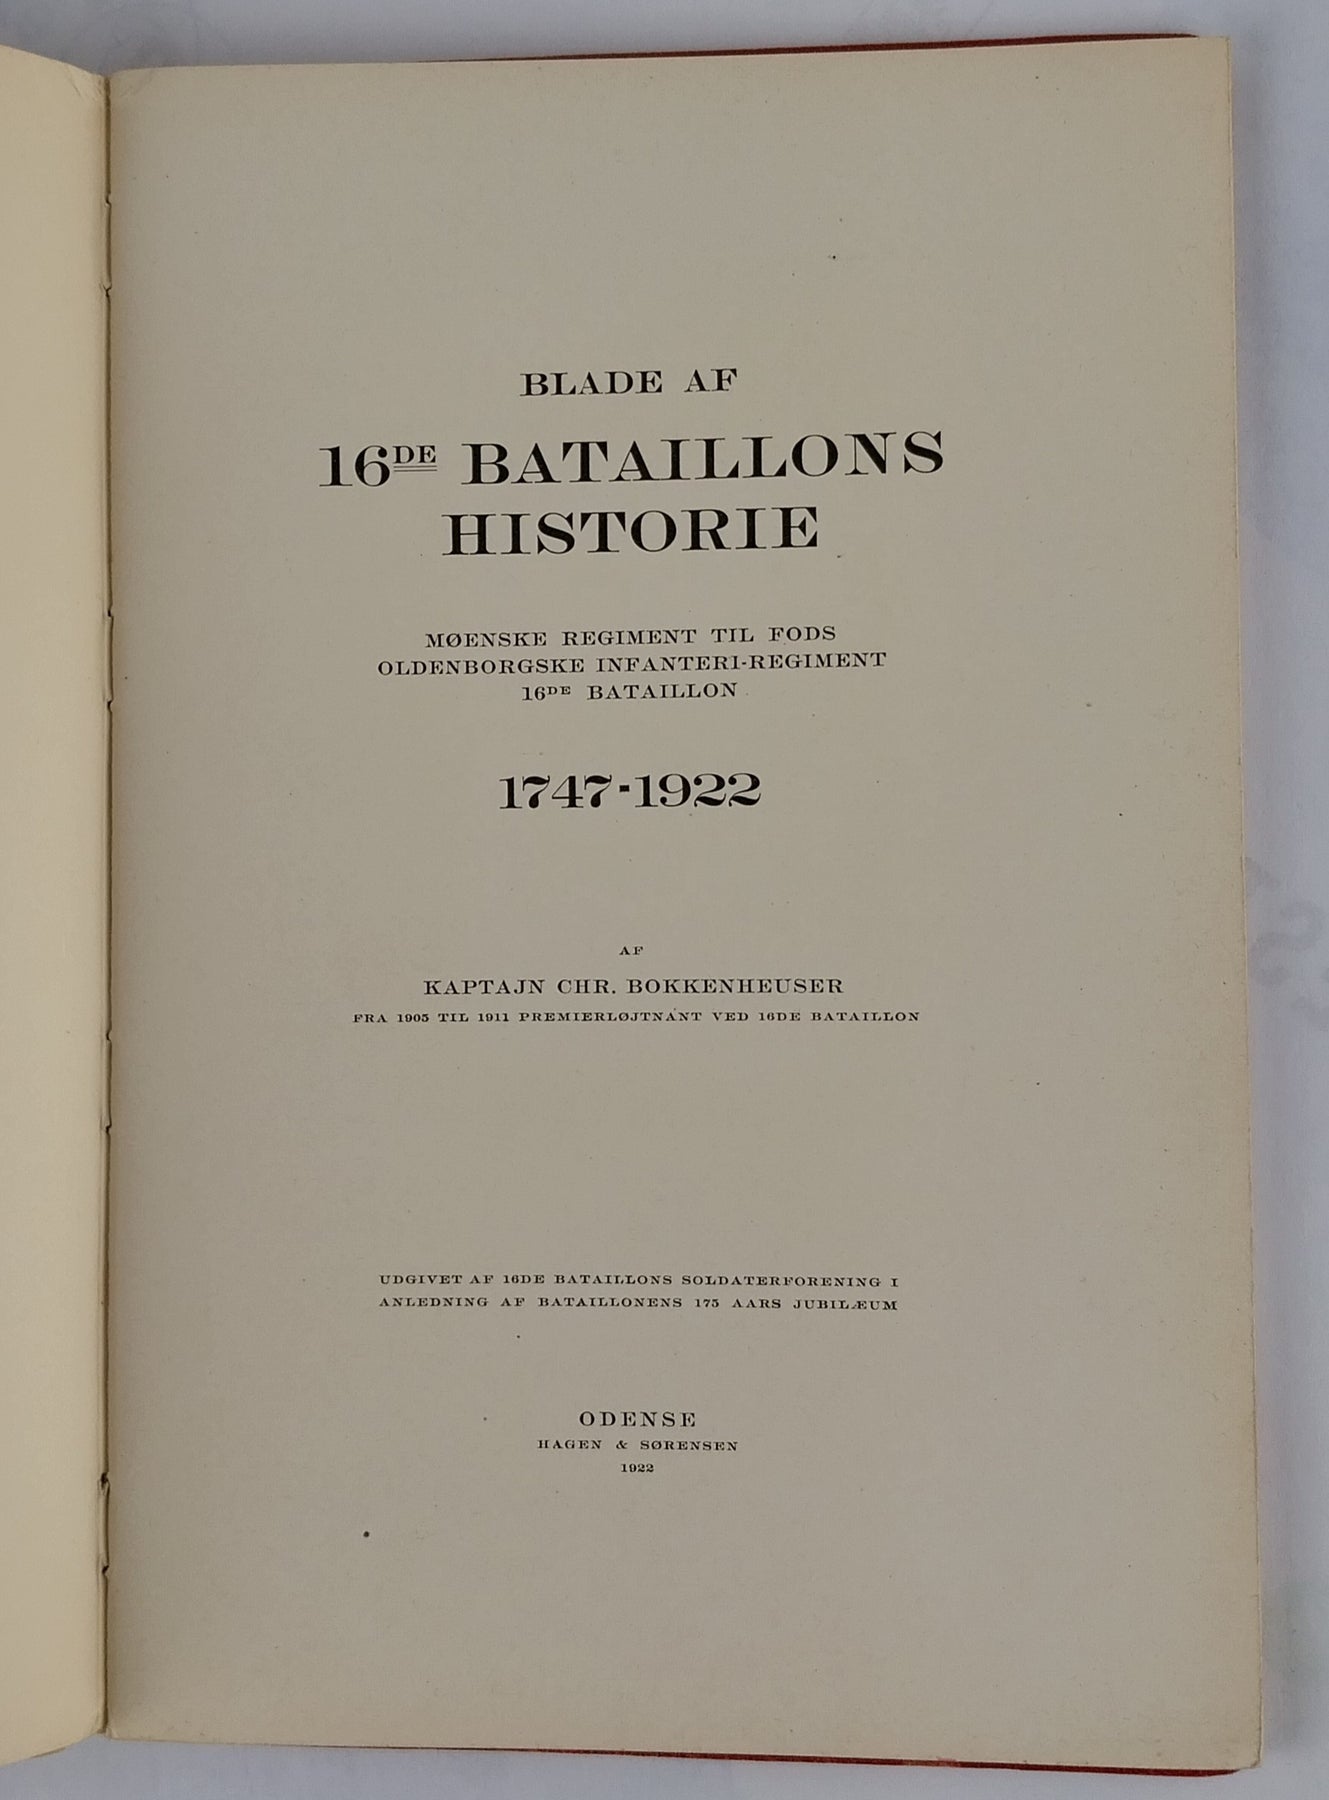 BLADE AF
16DE BATAILLONS
HISTORIE
MØENSKE REGIMENT TIL FODS
OLDENBORGSKE INFANTERI-REGIMENT
16DE BATAILLON
1747-1922
AF
KAPTAJN CHR. BOKKENHEUSER
FRA 1905 TIL 1911 PREMIERLØJTNANT VED 16DE BATAILLON
UDGIVET AF 16DE BATAILLONS SOLDATERFORENING I
ANLEDNING AF BATAILLONENS 175 AARS JUBILÆUM
ODENSE
HAGEN & SØRENSEN
1922